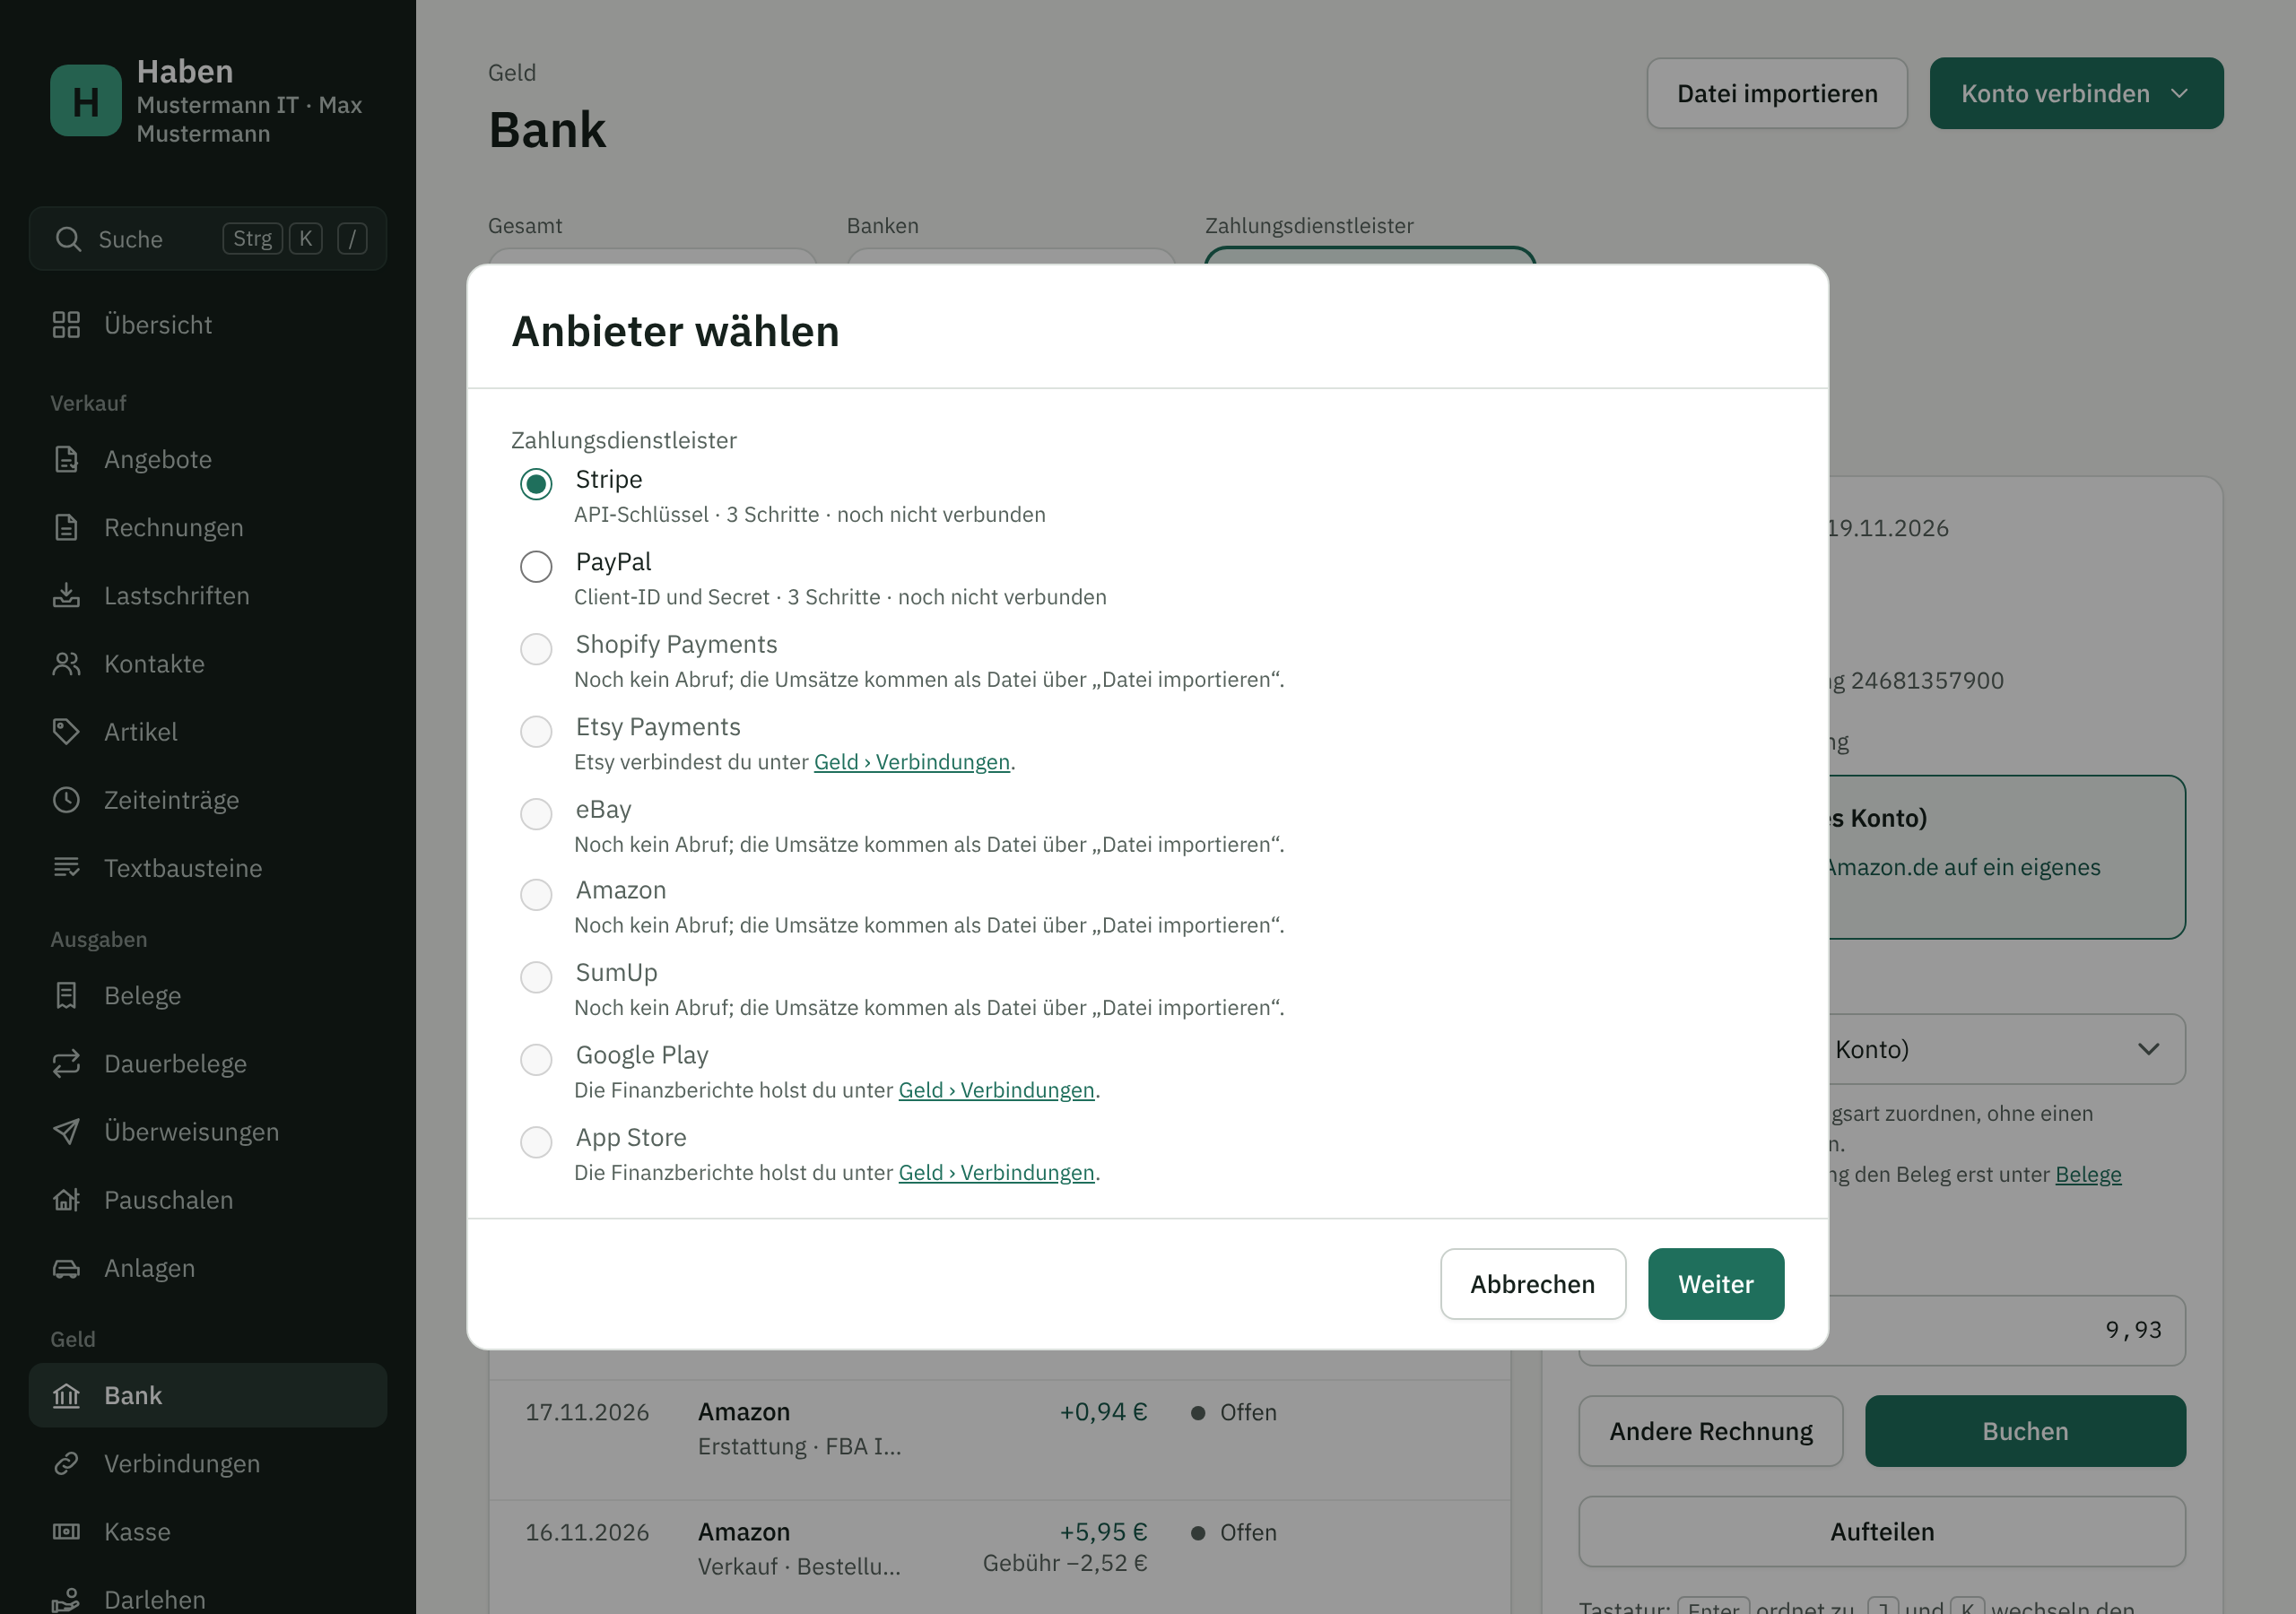 H
Haben
Mustermann IT · Max
Mustermann
Suche
Strg K /
Übersicht
Verkauf
Angebote
Rechnungen
Lastschriften
Kontakte
Artikel
Zeiteinträge
Textbausteine
Ausgaben
Belege
Dauerbelege
Überweisungen
Pauschalen
Anlagen
Geld
Bank
Verbindungen
Kasse
Darlehen
Geld
Bank
Datei importieren
Konto verbinden
Gesamt
Banken
Zahlungsdienstleister
Anbieter wählen
Zahlungsdienstleister
Stripe
API-Schlüssel · 3 Schritte · noch nicht verbunden
PayPal
Client-ID und Secret · 3 Schritte · noch nicht verbunden
Shopify Payments
Noch kein Abruf; die Umsätze kommen als Datei über „Datei importieren“.
Etsy Payments
Etsy verbindest du unter Geld › Verbindungen.
eBay
Noch kein Abruf; die Umsätze kommen als Datei über „Datei importieren“.
Amazon
Noch kein Abruf; die Umsätze kommen als Datei über „Datei importieren“.
SumUp
Noch kein Abruf; die Umsätze kommen als Datei über „Datei importieren“.
Google Play
Die Finanzberichte holst du unter Geld › Verbindungen.
App Store
Die Finanzberichte holst du unter Geld › Verbindungen.
Abbrechen
Weiter
19.11.2026
24681357900
Konto)
Amazon.de auf ein eigenes
Konto)
zuordnen, ohne einen
den Beleg erst unter Belege
9,93
Andere Rechnung
Buchen
Aufteilen
Tastatur: Enter ordnet zu, J und K wechseln den
17.11.2026 Amazon +0,94 € Offen
Erstattung · FBA I…
16.11.2026 Amazon +5,95 € Offen
Verkauf · Bestellu… Gebühr −2,52 €